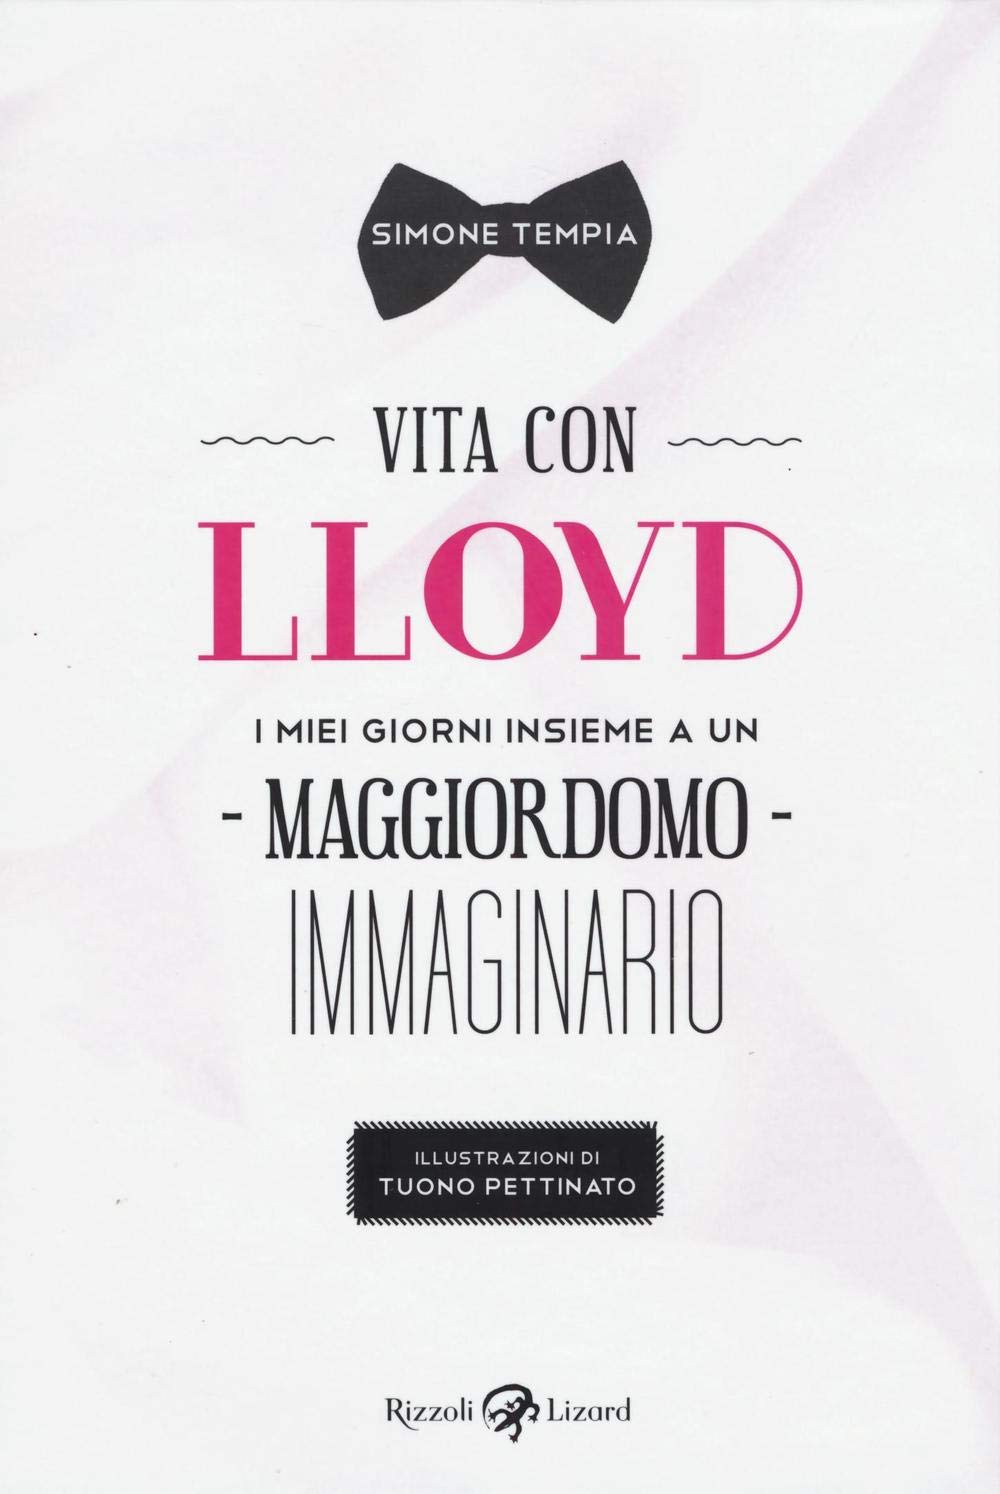 SIMONE TEMPIA
VITA CON
LLOYD
I MIEI GIORNI INSIEME A UN
- MAGGIORDOMO -
IMMAGINARIO
ILLUSTRAZIONI DI
TUONO PETTINATO
Rizzoli Lizard